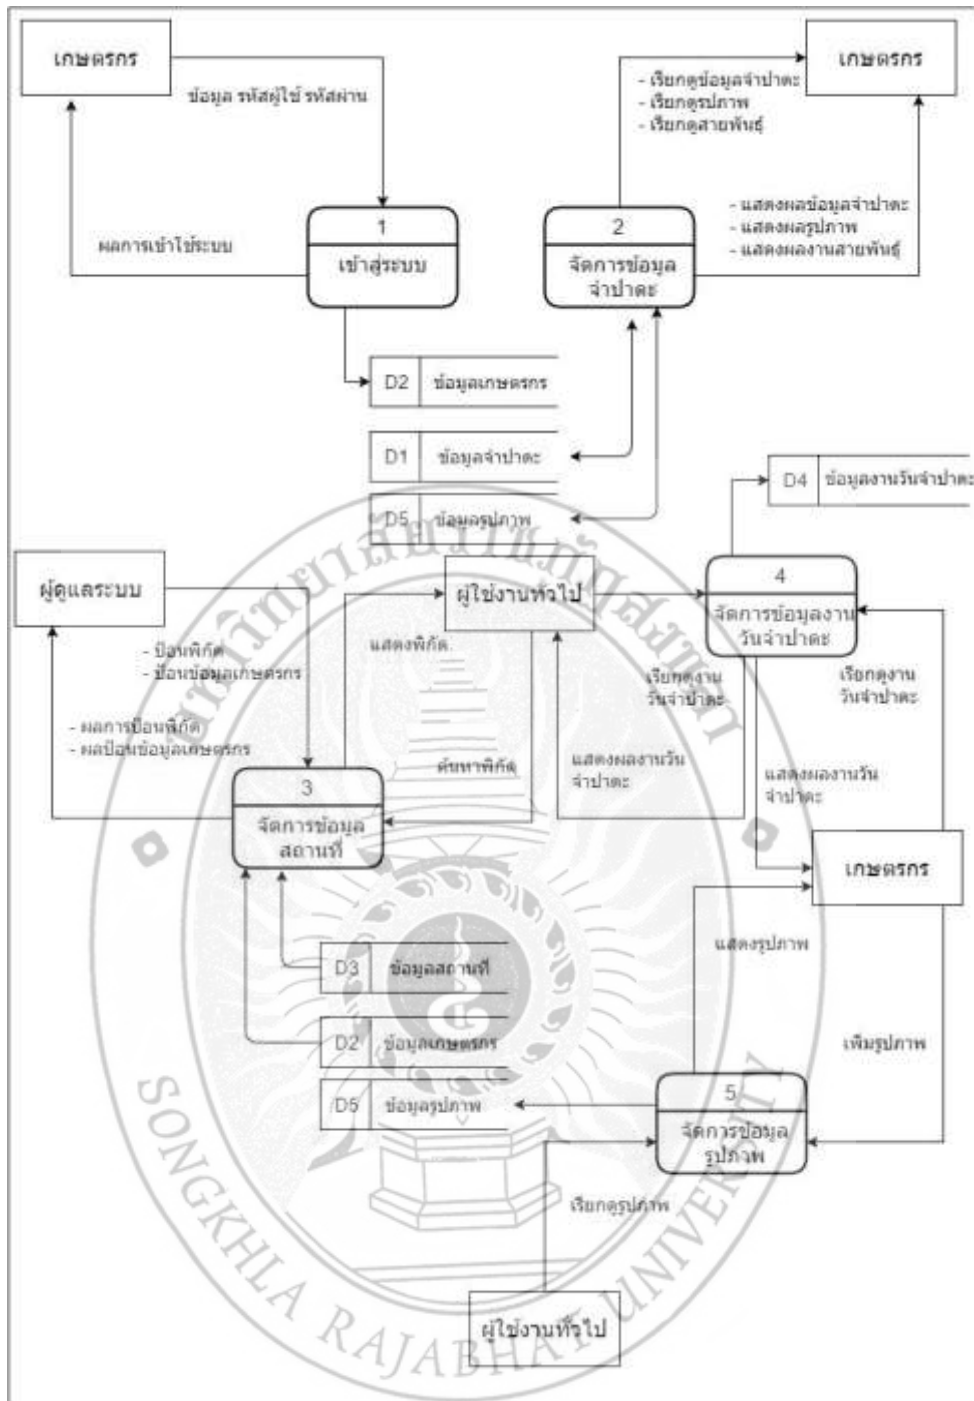 เกษตรกร
เกษตรกร
ข้อมูล รหัสผู้ใช้ รหัสผ่าน
- เรียกดูข้อมูลจำปาดะ
- เรียกดูรูปภาพ
- เรียกดูสายพันธุ์
ผลการเข้าใช้ระบบ
1
เข้าสู่ระบบ
2
จัดการข้อมูล
จำปาดะ
- แสดงผลข้อมูลจำปาดะ
- แสดงผลรูปภาพ
- แสดงผลงานสายพันธุ์
D2 ข้อมูลเกษตรกร
D1 ข้อมูลจำปาดะ
D5 ข้อมูลรูปภาพ
D4 ข้อมูลงานวันจำปาดะ
ผู้ดูแลระบบ
ผู้ใช้งานทั่วไป
4
จัดการข้อมูลงาน
วันจำปาดะ
แสดงพิกัด
- ป้อนพิกัด
- ป้อนข้อมูลเกษตรกร
เรียกดูงาน
วันจำปาดะ
เรียกดูงาน
วันจำปาดะ
- ผลการป้อนพิกัด
- ผลป้อนข้อมูลเกษตรกร
ค้นหาพิกัด
แสดงผลงานวัน
จำปาดะ
แสดงผลงานวัน
จำปาดะ
3
จัดการข้อมูล
สถานที่
เกษตรกร
แสดงรูปภาพ
D3 ข้อมูลสถานที่
D2 ข้อมูลเกษตรกร
D5 ข้อมูลรูปภาพ
เพิ่มรูปภาพ
5
จัดการข้อมูล
รูปภาพ
เรียกดูรูปภาพ
ผู้ใช้งานทั่วไป
มหาวิทยาลัยราชภัฏสงขลา
SONGKHLA RAJABHAT UNIVERSITY